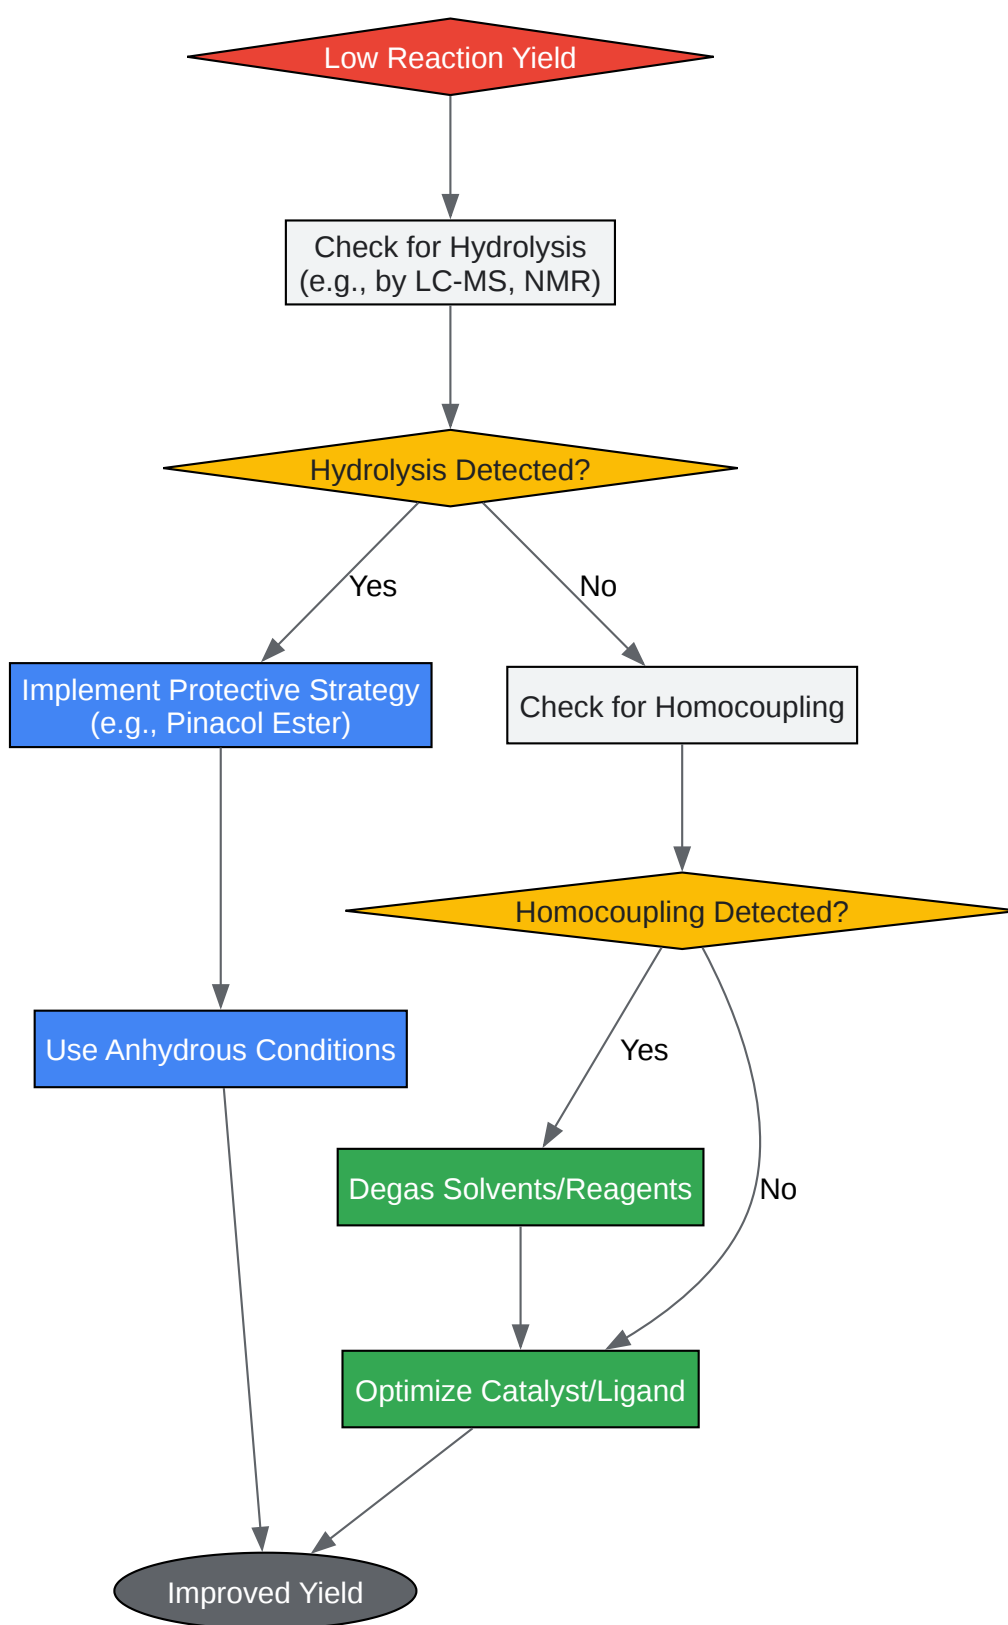 Low Reaction Yield
Check for Hydrolysis
(e.g., by LC-MS, NMR)
Hydrolysis Detected?
Yes
No
Implement Protective Strategy
(e.g., Pinacol Ester)
Check for Homocoupling
Homocoupling Detected?
Use Anhydrous Conditions
Yes
Degas Solvents/Reagents
No
Optimize Catalyst/Ligand
Improved Yield